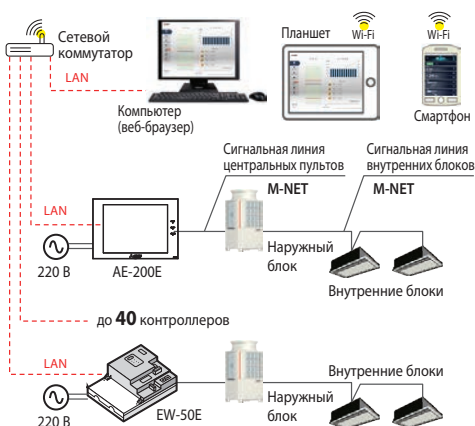 Сетевой
коммутатор
LAN
Компьютер
(веб-браузер)
Планшет
Wi-Fi
Wi-Fi
Смартфон
Сигнальная линия
центральных пультов
M-NET
Сигнальная линия
внутренних блоков
M-NET
LAN
220 В
AE-200E
Наружный
блок
Внутренние блоки
до 40 контроллеров
LAN
220 В
EW-50E
Наружный
блок
Внутренние блоки